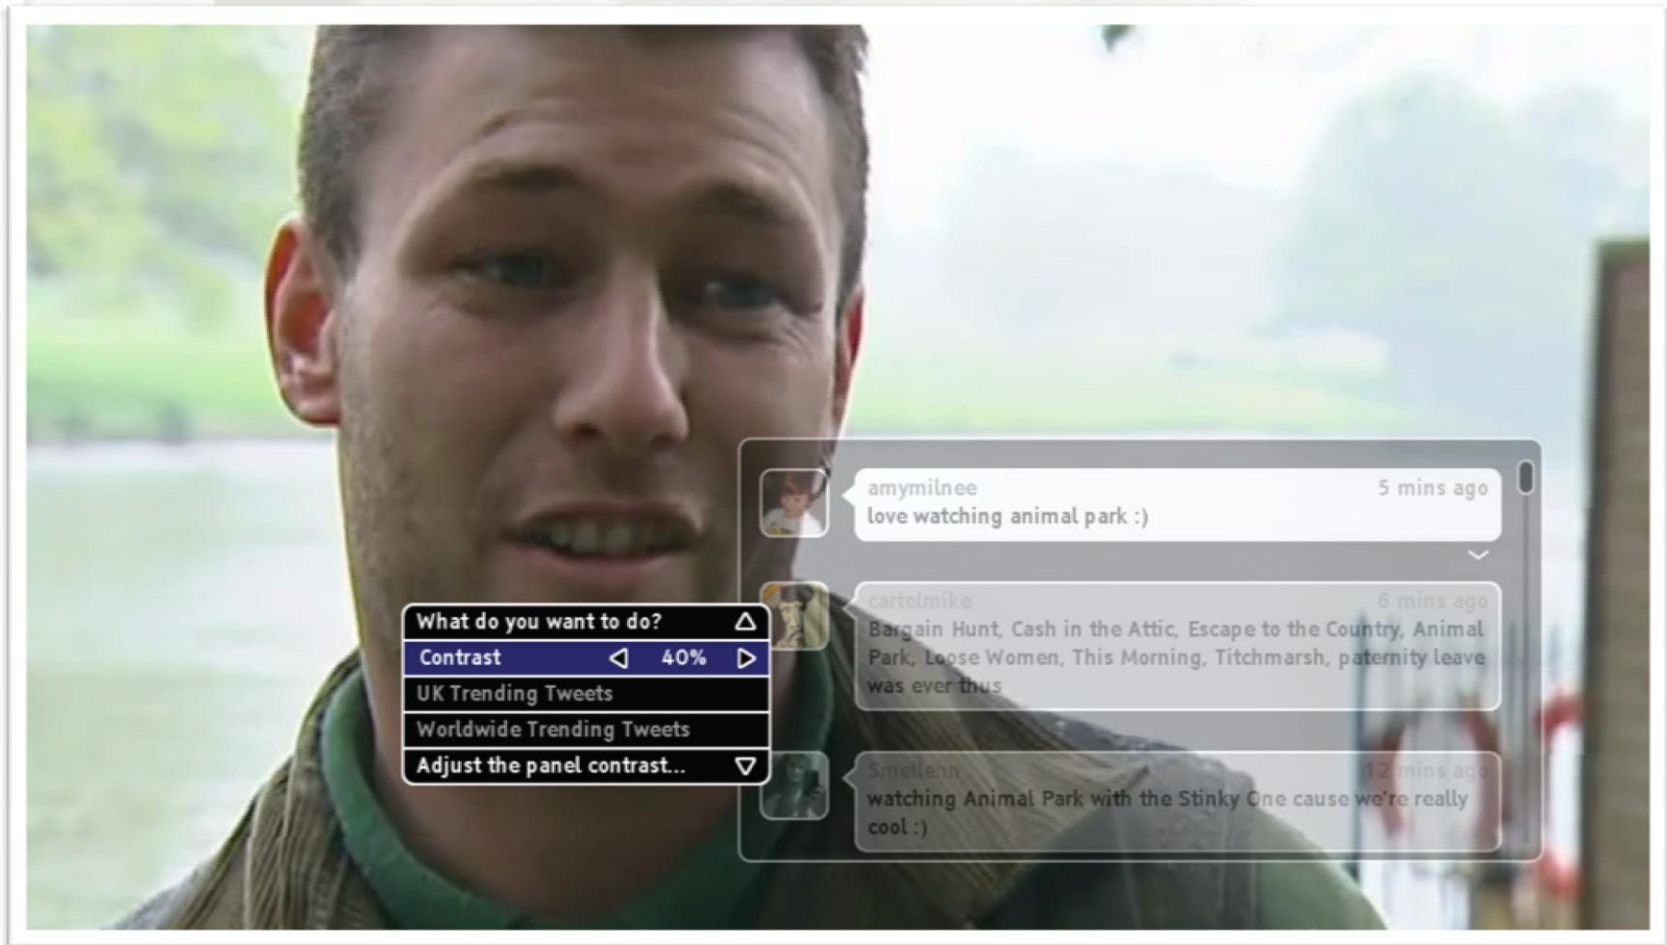 amymilnee 5 mins ago
love watching animal park :)
cartelmike 6 mins ago
Bargain Hunt, Cash in the Attic, Escape to the Country, Animal
Park, Loose Women, This Morning, Titchmarsh, paternity leave
was ever thus
What do you want to do?
Contrast 40%
UK Trending Tweets
Worldwide Trending Tweets
Adjust the panel contrast...
Smellenn 12 mins ago
watching Animal Park with the Stinky One cause we're really
cool :)